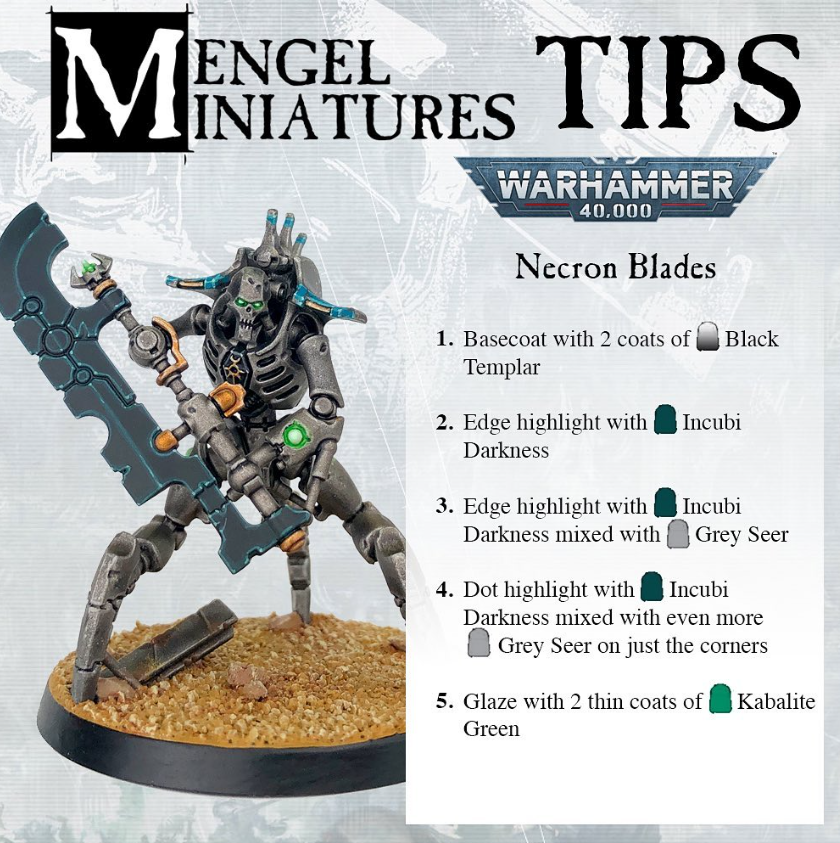 MENGEL
MINIATURES
TIPS
WARHAMMER
40,000
Necron Blades
1. Basecoat with 2 coats of Black
Templar
2. Edge highlight with Incubi
Darkness
3. Edge highlight with Incubi
Darkness mixed with Grey Seer
4. Dot highlight with Incubi
Darkness mixed with even more
Grey Seer on just the corners
5. Glaze with 2 thin coats of Kabalite
Green